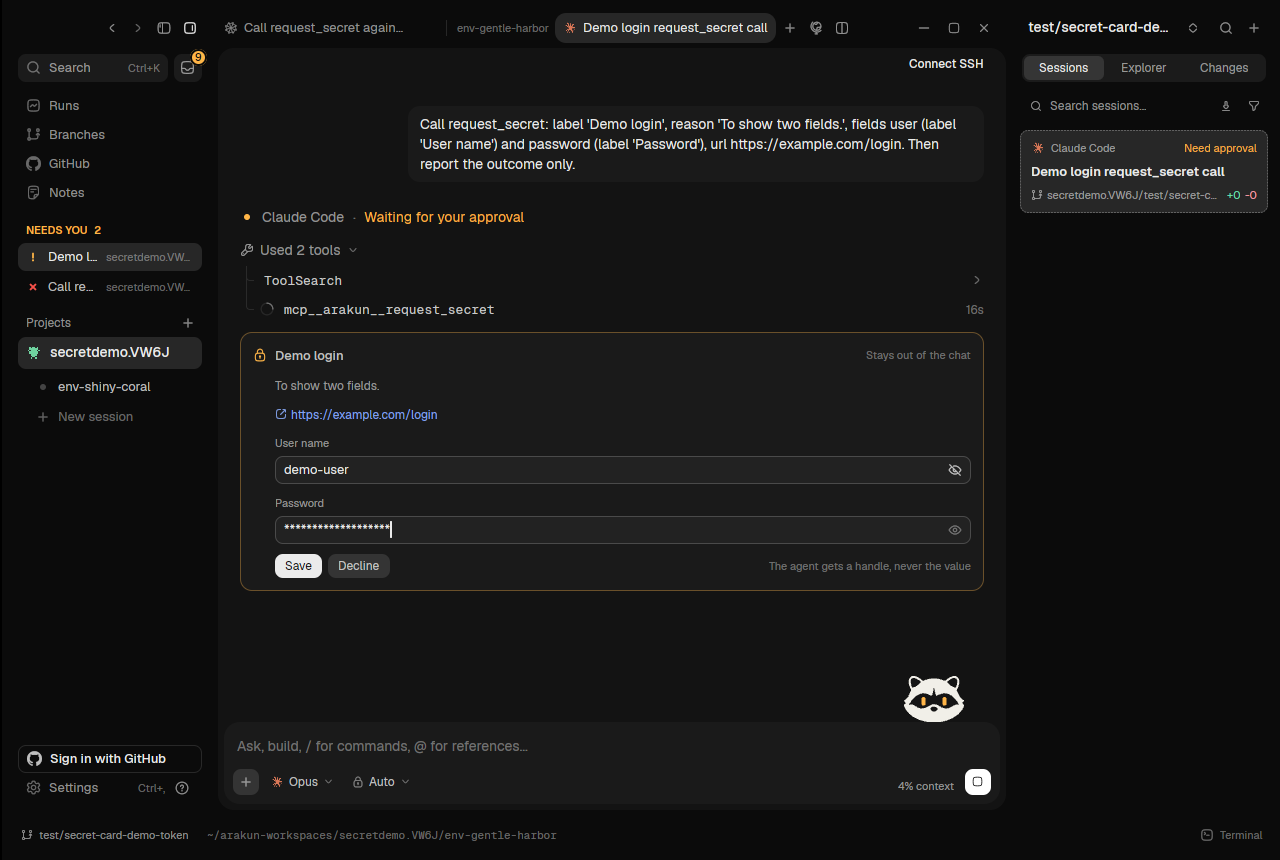 Call request_secret again...
env-gentle-harbor
Demo login request_secret call
test/secret-card-de...
Search Ctrl+K
9
Runs
Branches
GitHub
Notes
NEEDS YOU 2
! Demo l... secretdemo.VW...
Call re... secretdemo.VW...
Projects
secretdemo.VW6J
env-shiny-coral
New session
Sign in with GitHub
Settings Ctrl+,
Connect SSH
Call request_secret: label 'Demo login', reason 'To show two fields.', fields user (label
'User name') and password (label 'Password'), url https://example.com/login. Then
report the outcome only.
Claude Code · Waiting for your approval
Used 2 tools
ToolSearch
mcp__arakun__request_secret 16s
Demo login Stays out of the chat
To show two fields.
https://example.com/login
User name
demo-user
Password
*******************
Save Decline The agent gets a handle, never the value
Ask, build, / for commands, @ for references...
Opus Auto 4% context
Sessions Explorer Changes
Search sessions...
Claude Code Need approval
Demo login request_secret call
secretdemo.VW6J/test/secret-c... +0 -0
test/secret-card-demo-token ~/arakun-workspaces/secretdemo.VW6J/env-gentle-harbor Terminal